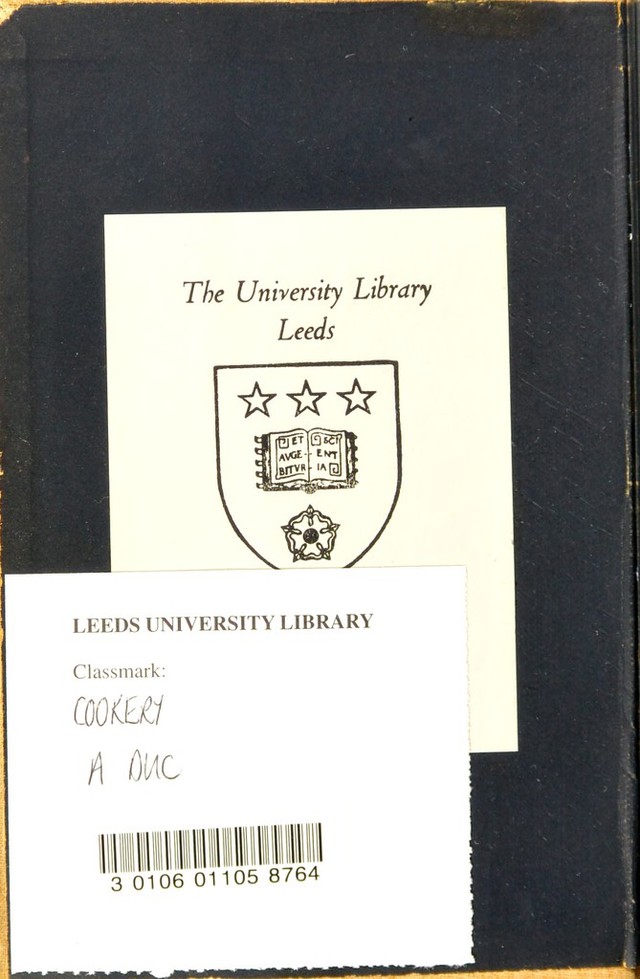 The University Library
Leeds
ET
AVGE-
BITVR
SCI
ENT
IA
LEEDS UNIVERSITY LIBRARY
Classmark:
COOKERY
A DUC
3 0106 01105 8764